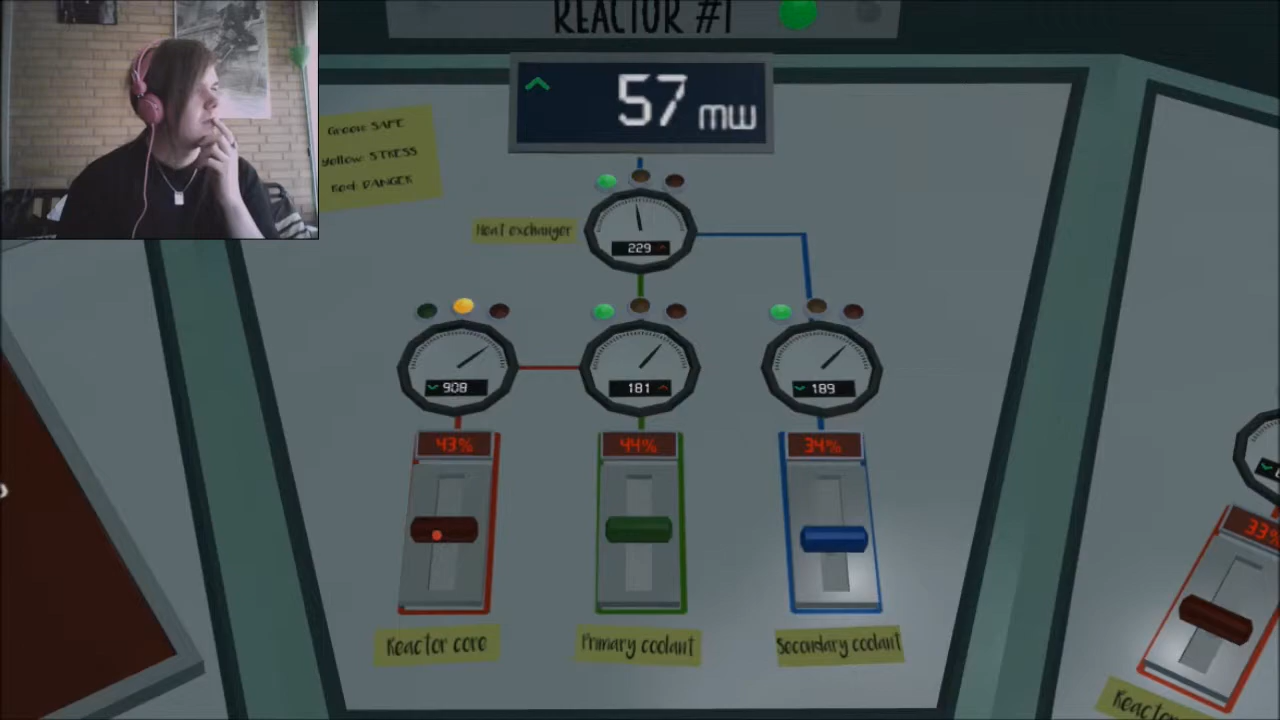 REACTOR #1
57 mw
Green: SAFE
Yellow: STRESS
Red: DANGER
Heat exchanger
229
908
181
189
43%
44%
34%
33%
Reactor core
Primary coolant
Secondary coolant
Reactor